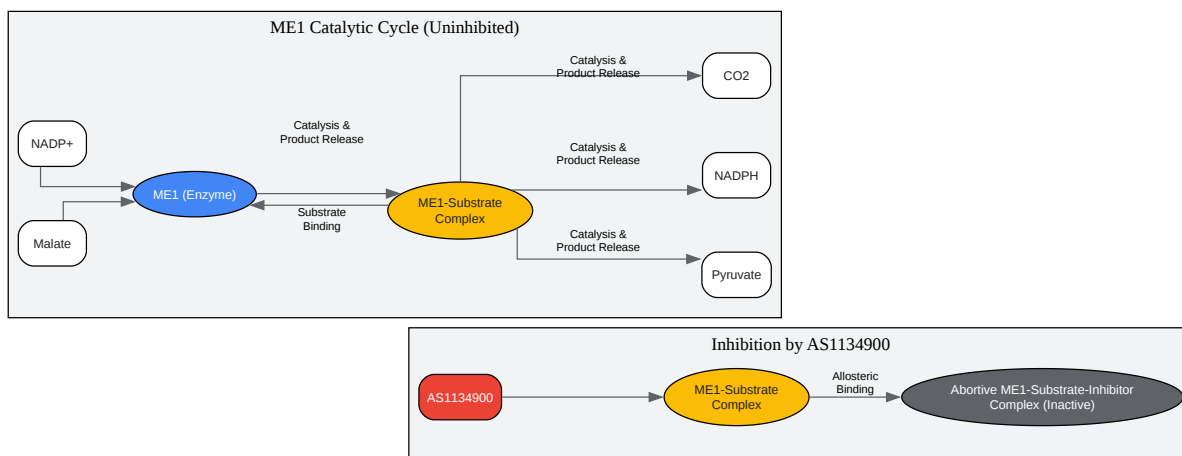 ME1 Catalytic Cycle (Uninhibited)
Catalysis &
Product Release
CO2
NADP+
Catalysis &
Product Release
Catalysis &
Product Release
NADPH
ME1 (Enzyme)
ME1-Substrate
Complex
Substrate
Binding
Malate
Catalysis &
Product Release
Pyruvate
Inhibition by AS1134900
AS1134900
ME1-Substrate
Complex
Allosteric
Binding
Abortive ME1-Substrate-Inhibitor
Complex (Inactive)